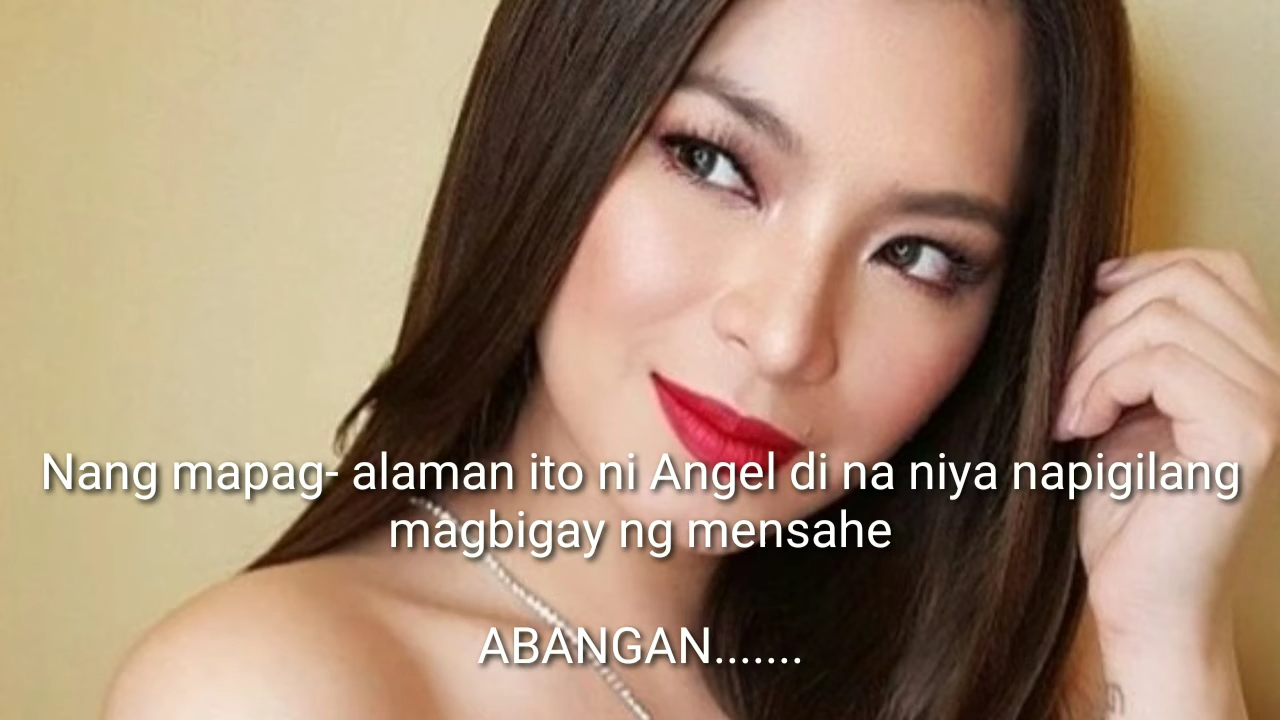 Nang mapag- alaman ito ni Angel di na niya napigilang
magbigay ng mensahe
ABANGAN.......